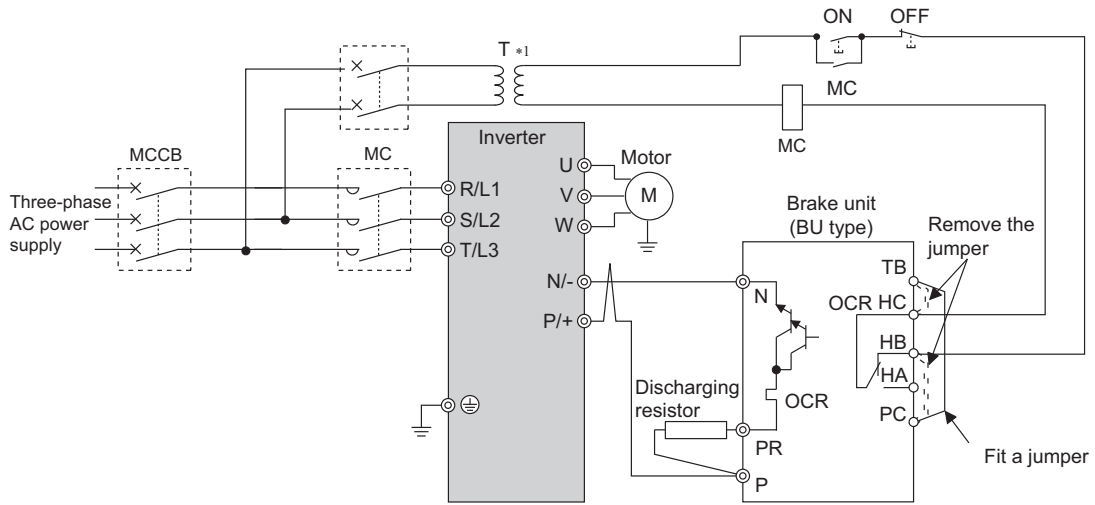 ON
OFF
T *1
MC
MC
MCCB
MC
Inverter
Three-phase
AC power
supply
R/L1
S/L2
T/L3
U
V
W
Motor
M
N/-
P/+
Brake unit
(BU type)
Remove the
jumper
TB
OCR HC
HB
HA
PC
N
OCR
Discharging
resistor
PR
P
Fit a jumper